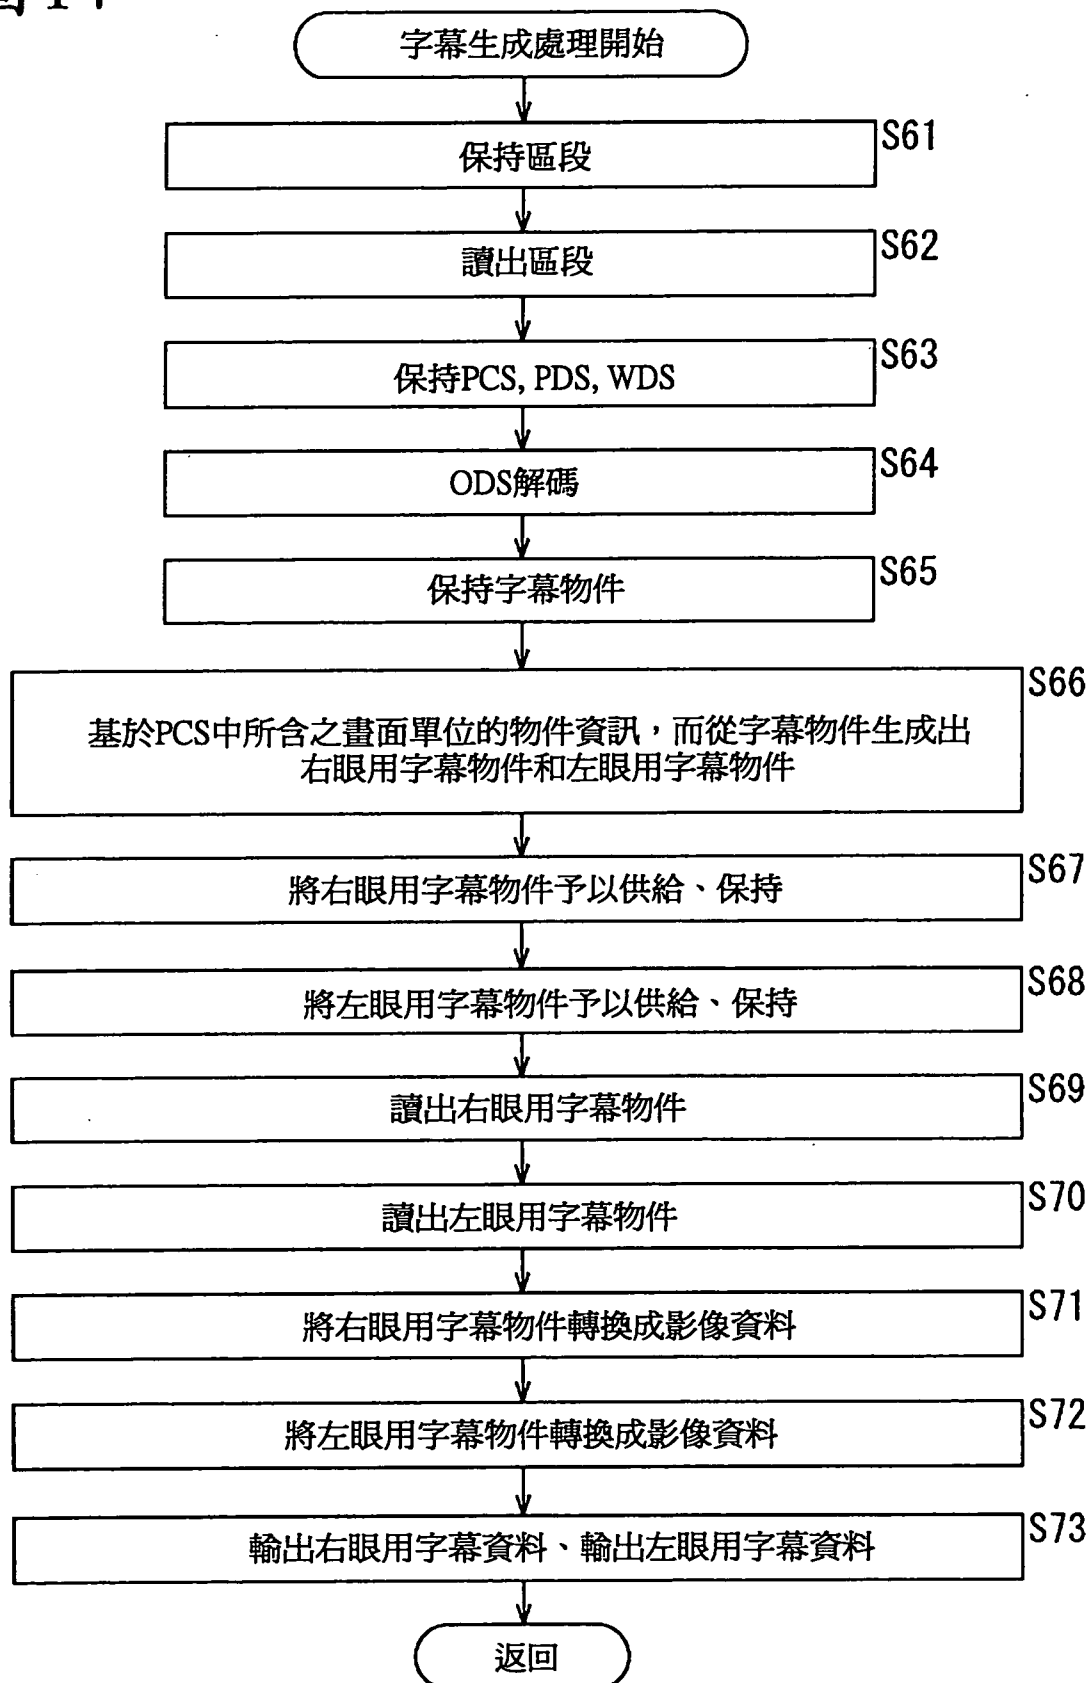 字幕生成處理開始
保持區段
S61
讀出區段
S62
保持PCS, PDS, WDS
S63
ODS解碼
S64
保持字幕物件
S65
基於PCS中所含之畫面單位的物件資訊,而從字幕物件生成出
右眼用字幕物件和左眼用字幕物件
S66
將右眼用字幕物件予以供給、保持
S67
將左眼用字幕物件予以供給、保持
S68
讀出右眼用字幕物件
S69
讀出左眼用字幕物件
S70
將右眼用字幕物件轉換成影像資料
S71
將左眼用字幕物件轉換成影像資料
S72
輸出右眼用字幕資料、輸出左眼用字幕資料
S73
返回